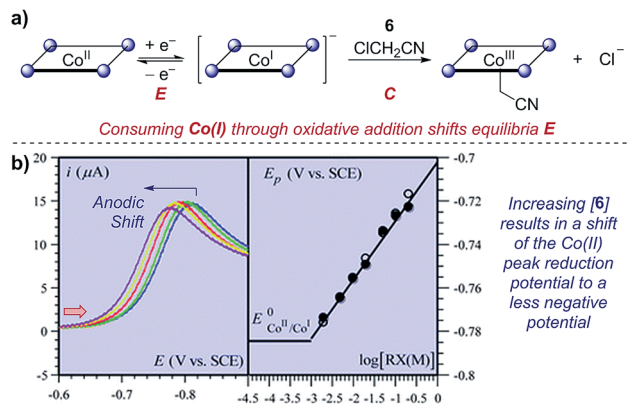 a)
Co^II
+ e⁻
− e⁻
E
Co^I
−
6
ClCH₂CN
C
Co^III
CN
+ Cl⁻
Consuming Co(I) through oxidative addition shifts equilibria E
b)
20
15
10
5
0
-5
i (μA)
Anodic
Shift
E (V vs. SCE)
-0.6
-0.7
-0.8
E_p (V vs. SCE)
E^0 Co^II/Co^I
log[RX(M)]
-4.5 -4 -3.5 -3 -2.5 -2 -1.5 -1 -0.5 0
-0.7
-0.72
-0.74
-0.76
-0.78
-0.8
Increasing [6]
results in a shift
of the Co(II)
peak reduction
potential to a
less negative
potential